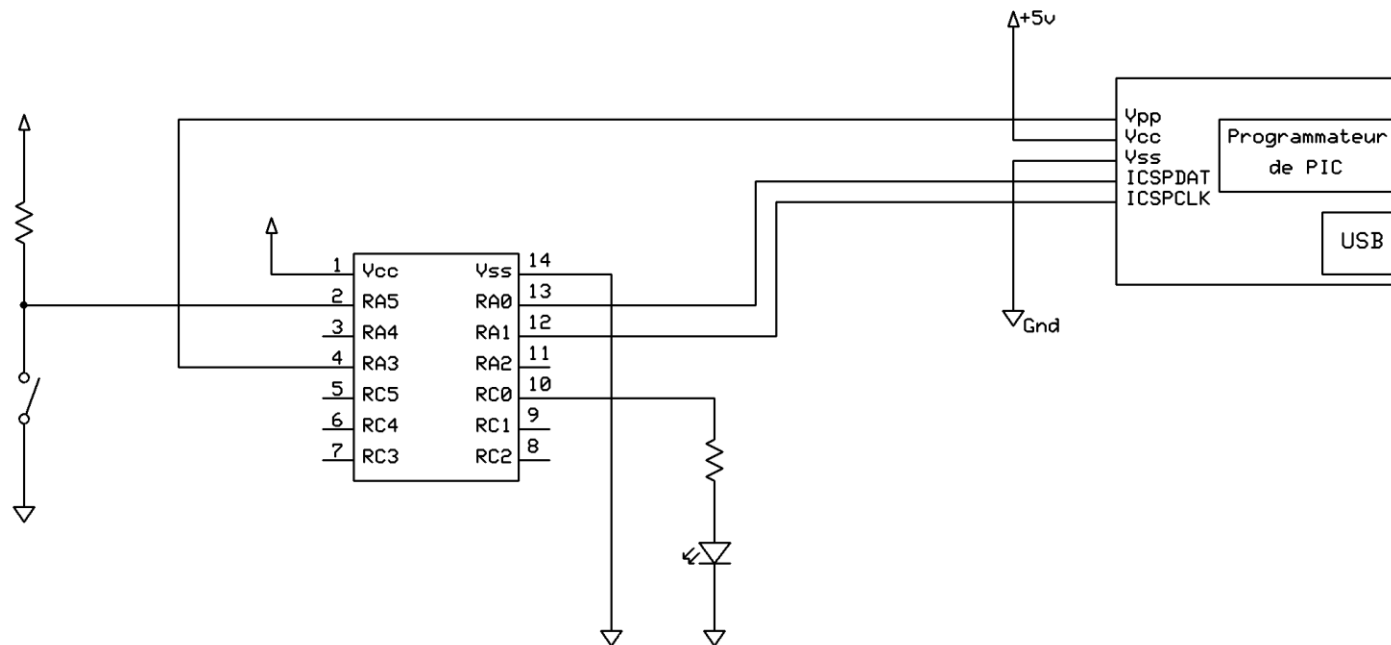 +5v
Vpp
Vcc
Vss
ICSPDAT
ICSPCLK
Programmateur
de PIC
USB
Gnd
1 Vcc Vss 14
2 RA5 RA0 13
3 RA4 RA1 12
4 RA3 RA2 11
5 RC5 RC0 10
6 RC4 RC1 9
7 RC3 RC2 8